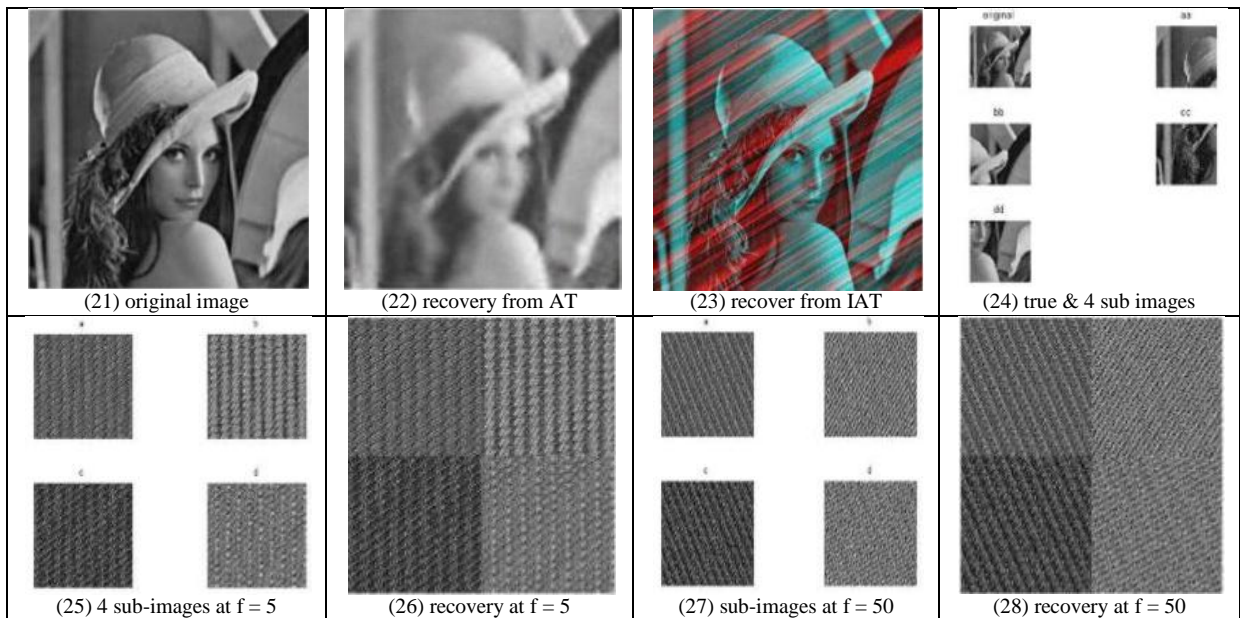 original
aa
bb
cc
dd
(21) original image
(22) recovery from AT
(23) recover from IAT
(24) true & 4 sub images
a
b
c
d
(25) 4 sub-images at f = 5
(26) recovery at f = 5
a
b
c
d
(27) sub-images at f = 50
(28) recovery at f = 50